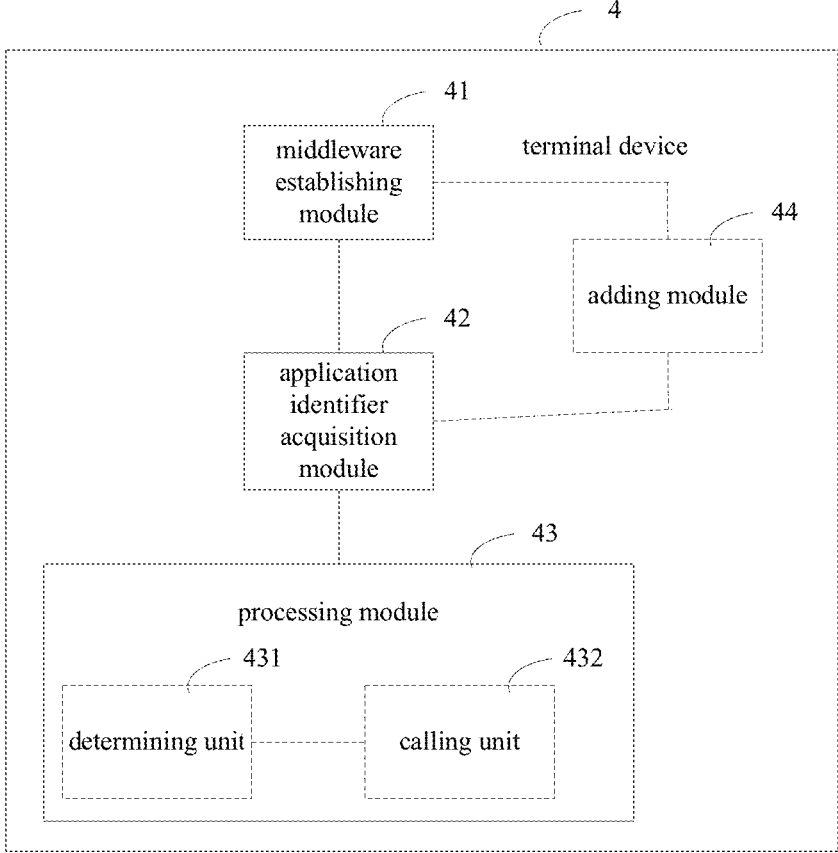 4
41
middleware
establishing
module
terminal device
44
adding module
42
application
identifier
acquisition
module
43
processing module
431
432
determining unit
calling unit